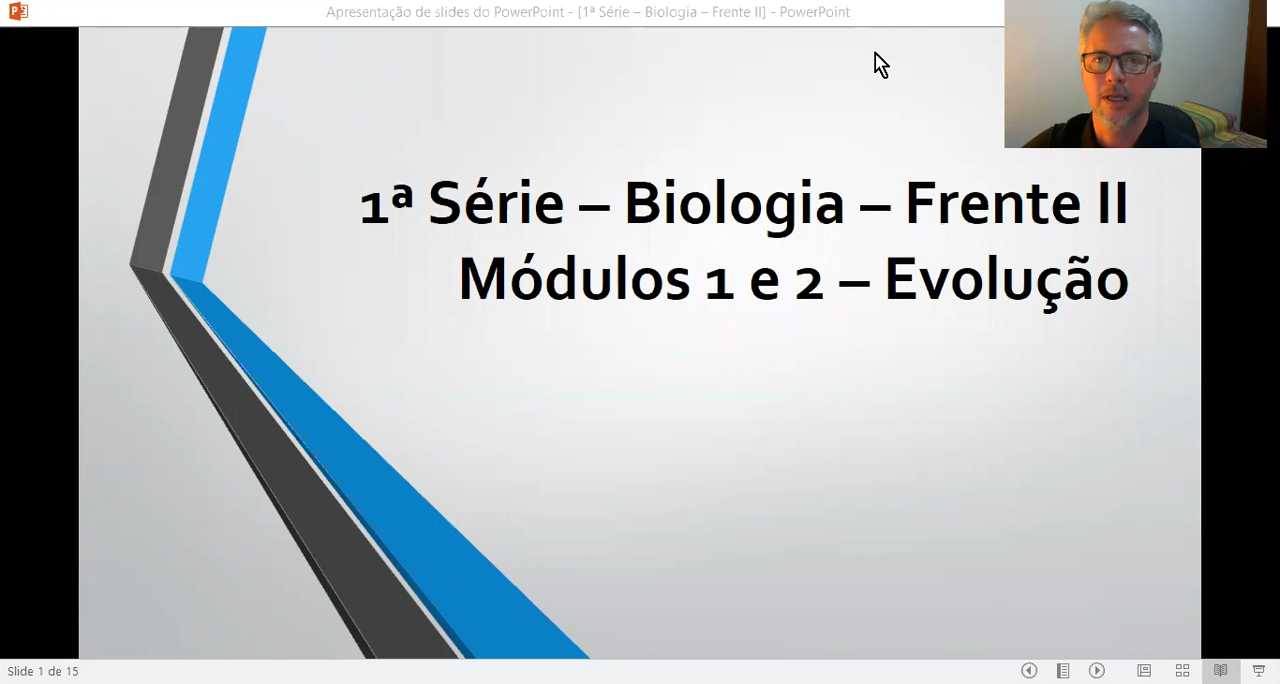 Apresentação de slides do PowerPoint - [1ª Série – Biologia – Frente II] - PowerPoint
1ª Série – Biologia – Frente II
Módulos 1 e 2 – Evolução
Slide 1 de 15